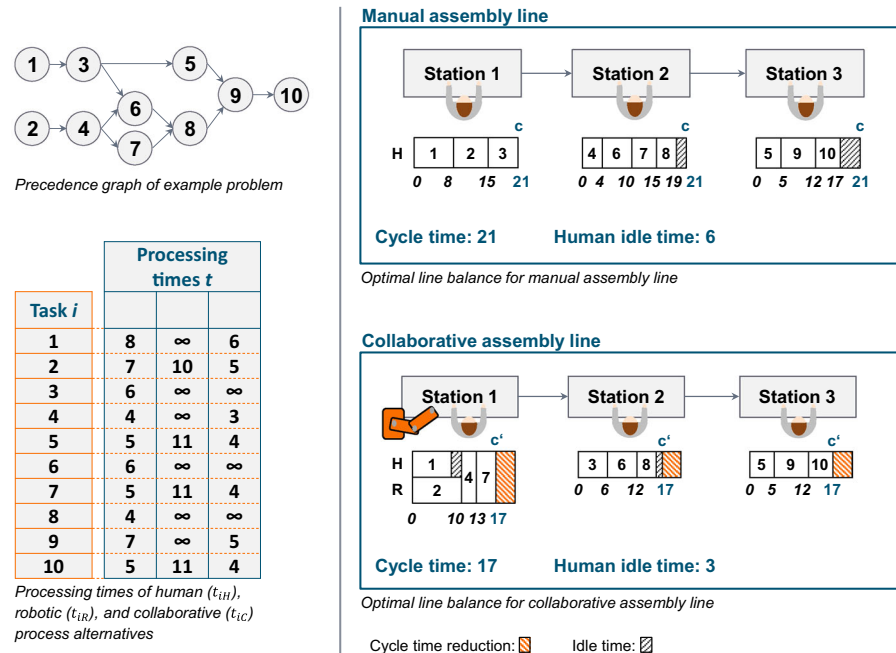 1 3 5
9 10
6
2 4 8
7
Precedence graph of example problem
Processing
times t
Task i
1 8 ∞ 6
2 7 10 5
3 6 ∞ ∞
4 4 ∞ 3
5 5 11 4
6 6 ∞ ∞
7 5 11 4
8 4 ∞ ∞
9 7 ∞ 5
10 5 11 4
Processing times of human (t_iH),
robotic (t_iR), and collaborative (t_iC)
process alternatives
Manual assembly line
Station 1 Station 2 Station 3
c c c
H 1 2 3 4 6 7 8 5 9 10
0 8 15 21 0 4 10 15 19 21 0 5 12 17 21
Cycle time: 21 Human idle time: 6
Optimal line balance for manual assembly line
Collaborative assembly line
Station 1 Station 2 Station 3
c‘ c‘ c‘
H 1 4 7 3 6 8 5 9 10
R 2
0 10 13 17 0 6 12 17 0 5 12 17
Cycle time: 17 Human idle time: 3
Optimal line balance for collaborative assembly line
Cycle time reduction: Idle time: